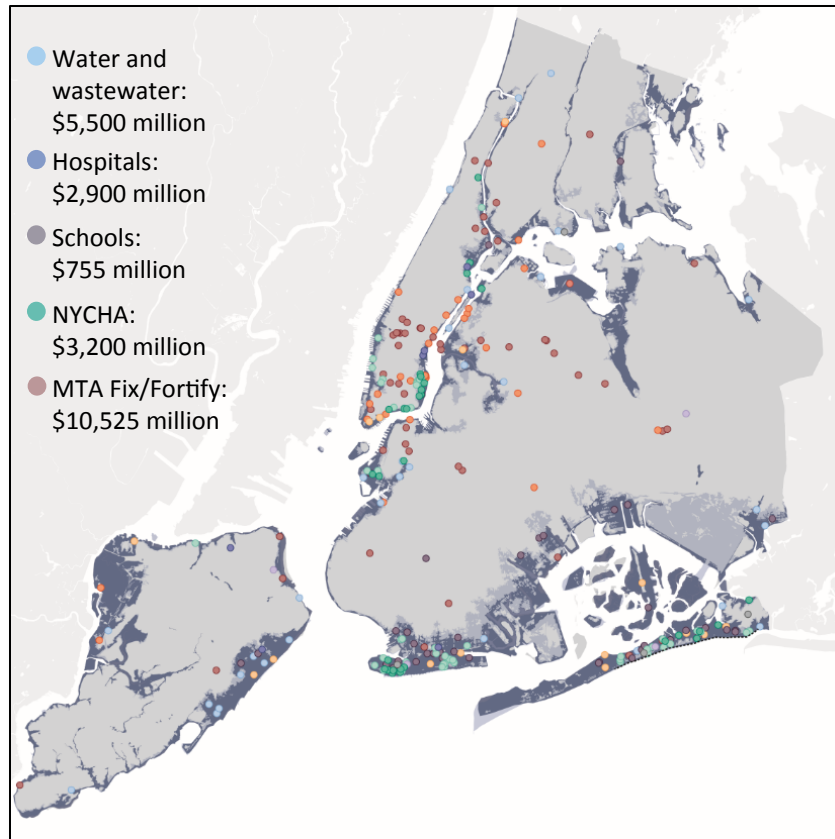 Water and
wastewater:
$5,500 million
Hospitals:
$2,900 million
Schools:
$755 million
NYCHA:
$3,200 million
MTA Fix/Fortify:
$10,525 million